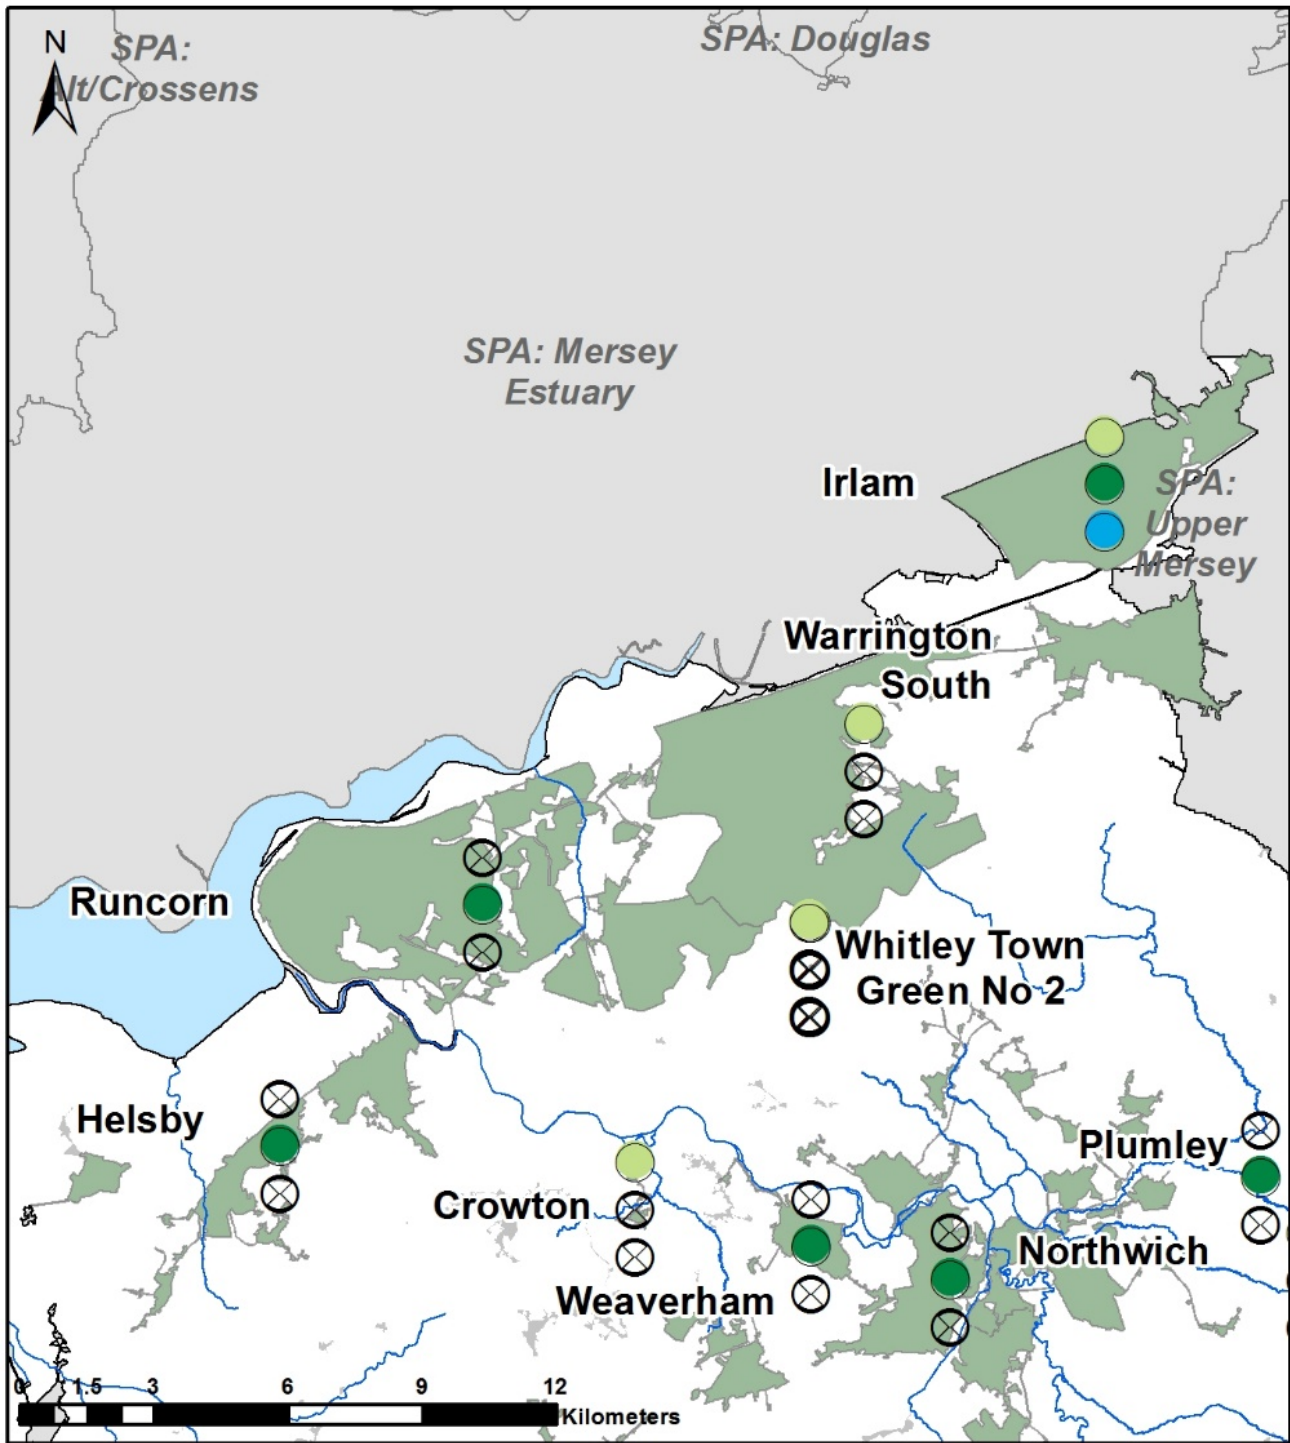 N
SPA:
Alt/Crossens
SPA: Douglas
SPA: Mersey
Estuary
Irlam
SPA:
Upper
Mersey
Warrington
South
Runcorn
Whitley Town
Green No 2
Helsby
Plumley
Crowton
Northwich
Weaverham
0 1.5 3 6 9 12
Kilometers